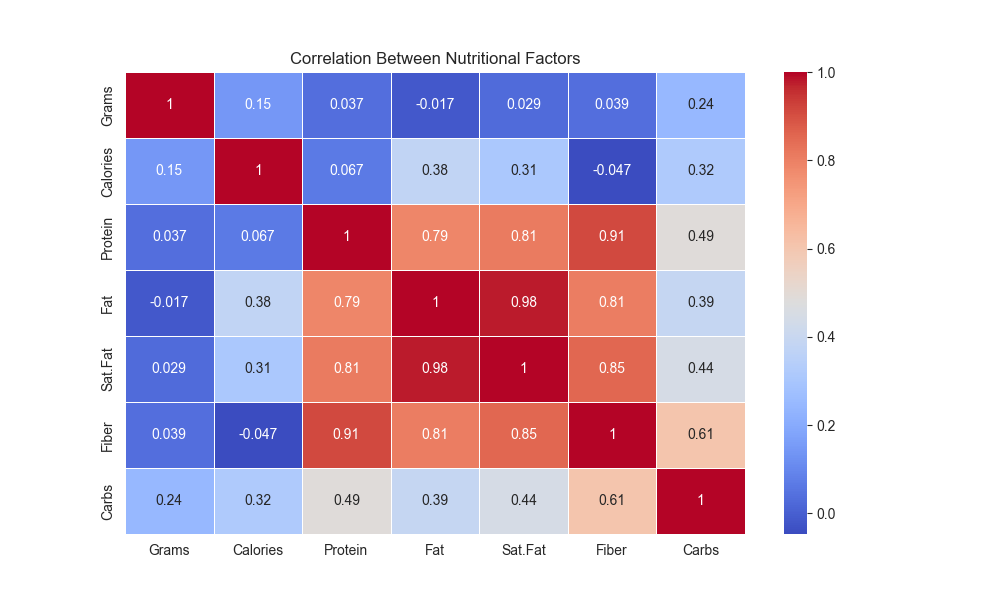 Correlation Between Nutritional Factors
Grams 1 0.15 0.037 -0.017 0.029 0.039 0.24
Calories 0.15 1 0.067 0.38 0.31 -0.047 0.32
Protein 0.037 0.067 1 0.79 0.81 0.91 0.49
Fat -0.017 0.38 0.79 1 0.98 0.81 0.39
Sat.Fat 0.029 0.31 0.81 0.98 1 0.85 0.44
Fiber 0.039 -0.047 0.91 0.81 0.85 1 0.61
Carbs 0.24 0.32 0.49 0.39 0.44 0.61 1
Grams Calories Protein Fat Sat.Fat Fiber Carbs
1.0
0.8
0.6
0.4
0.2
0.0